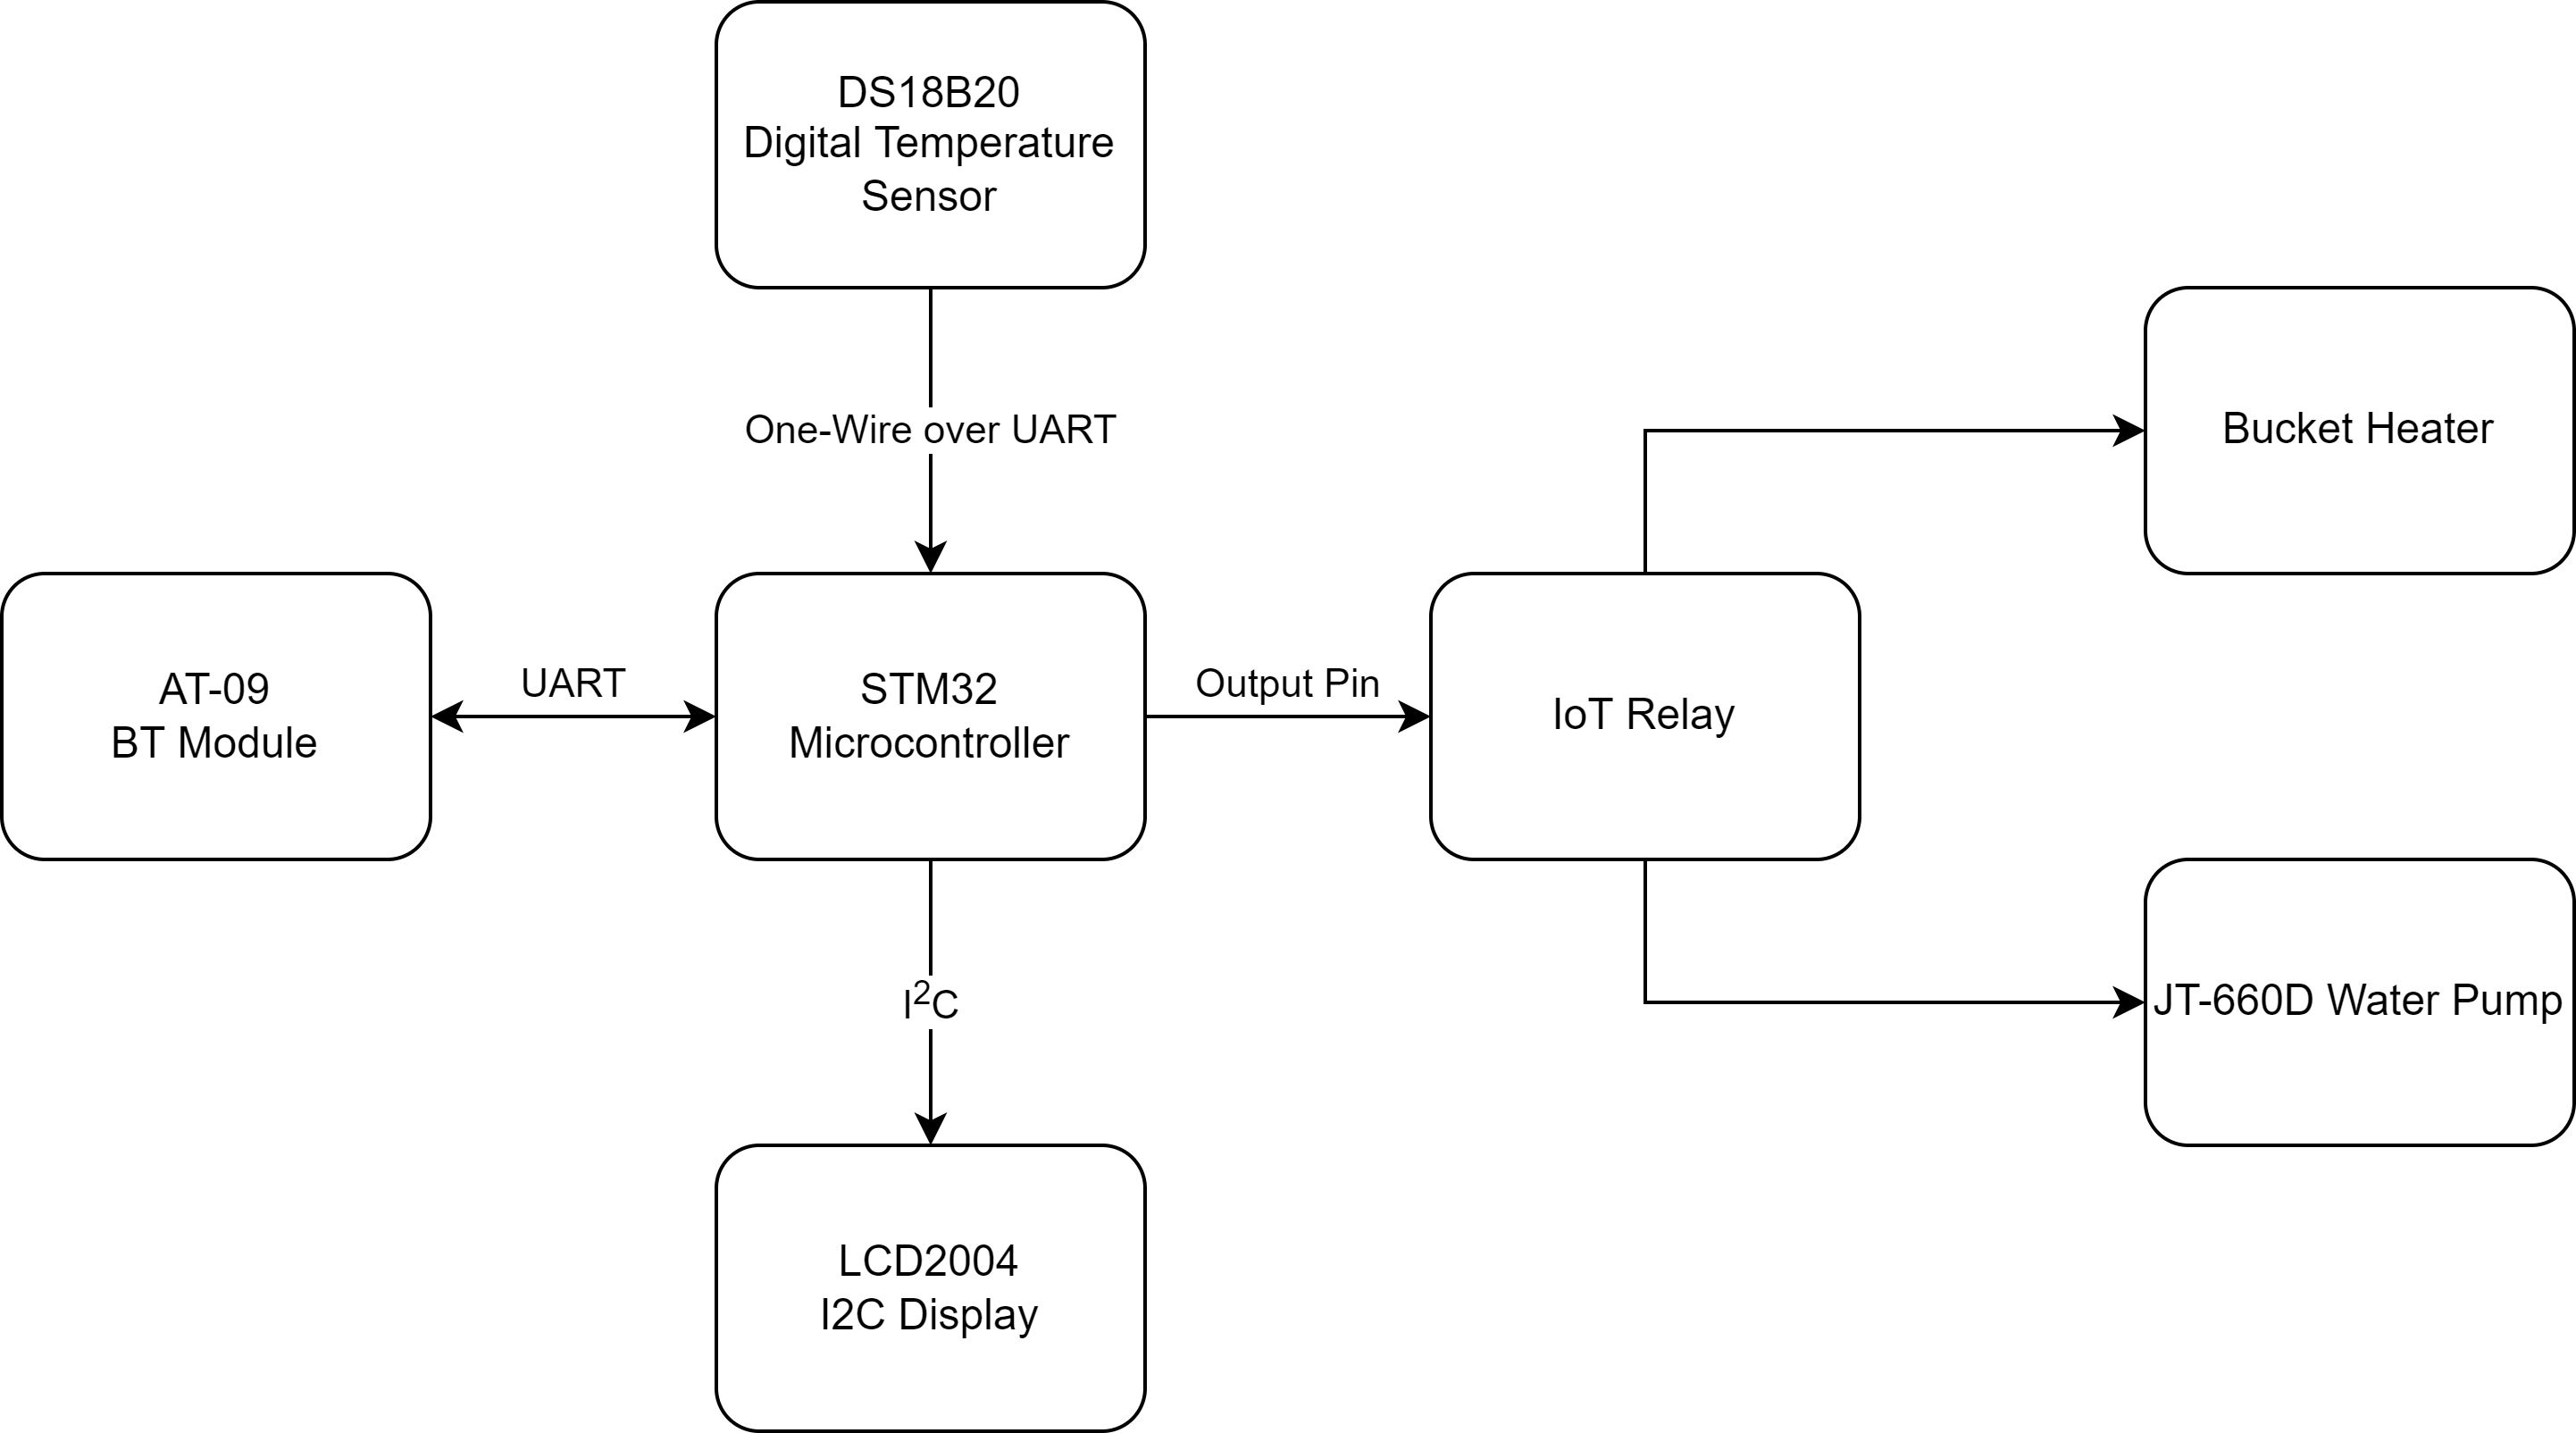 DS18B20
Digital Temperature
Sensor
One-Wire over UART
Bucket Heater
AT-09
BT Module
UART
STM32
Microcontroller
Output Pin
IoT Relay
I²C
JT-660D Water Pump
LCD2004
I2C Display